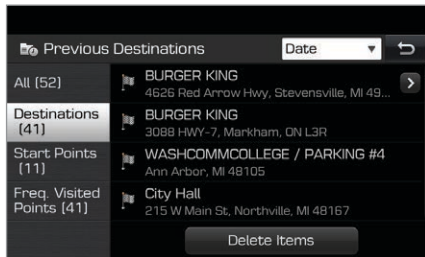 Previous Destinations
Date
All (52)
Destinations
(41)
Start Points
(11)
Freq. Visited
Points (41)
BURGER KING
4626 Red Arrow Hwy, Stevensville, MI 49...
BURGER KING
3088 HWY-7, Markham, ON L3R
WASHCOMMCOLLEGE / PARKING #4
Ann Arbor, MI 48105
City Hall
215 W Main St, Northville, MI 48167
Delete Items